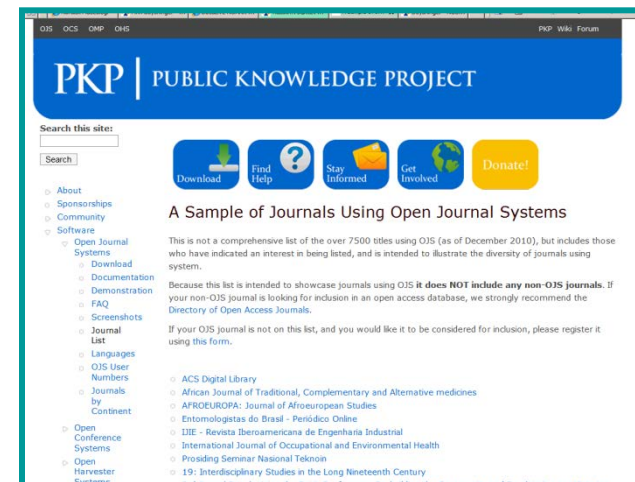 OJS OCS OMP OHS
PKP Wiki Forum
PKP | PUBLIC KNOWLEDGE PROJECT
Search this site:
Search
Download
Find Help
Stay Informed
Get Involved
Donate!
About
Sponsorships
Community
Software
Open Journal
Systems
Download
Documentation
Demonstration
FAQ
Screenshots
Journal
List
Languages
OJS User
Numbers
Journals
by
Continent
Open
Conference
Systems
Open
Harvester
Systems
A Sample of Journals Using Open Journal Systems
This is not a comprehensive list of the over 7500 titles using OJS (as of December 2010), but includes those
who have indicated an interest in being listed, and is intended to illustrate the diversity of journals using
system.
Because this list is intended to showcase journals using OJS it does NOT include any non-OJS journals. If
your non-OJS journal is looking for inclusion in an open access database, we strongly recommend the
Directory of Open Access Journals.
If your OJS journal is not on this list, and you would like it to be considered for inclusion, please register it
using this form.
ACS Digital Library
African Journal of Traditional, Complementary and Alternative medicines
AFROEUROPA: Journal of Afroeuropean Studies
Entomologistas do Brasil - Periódico Online
IJIE - Revista Iberoamericana de Engenharia Industrial
International Journal of Occupational and Environmental Health
Prosiding Seminar Nasional Teknoin
19: Interdisciplinary Studies in the Long Nineteenth Century